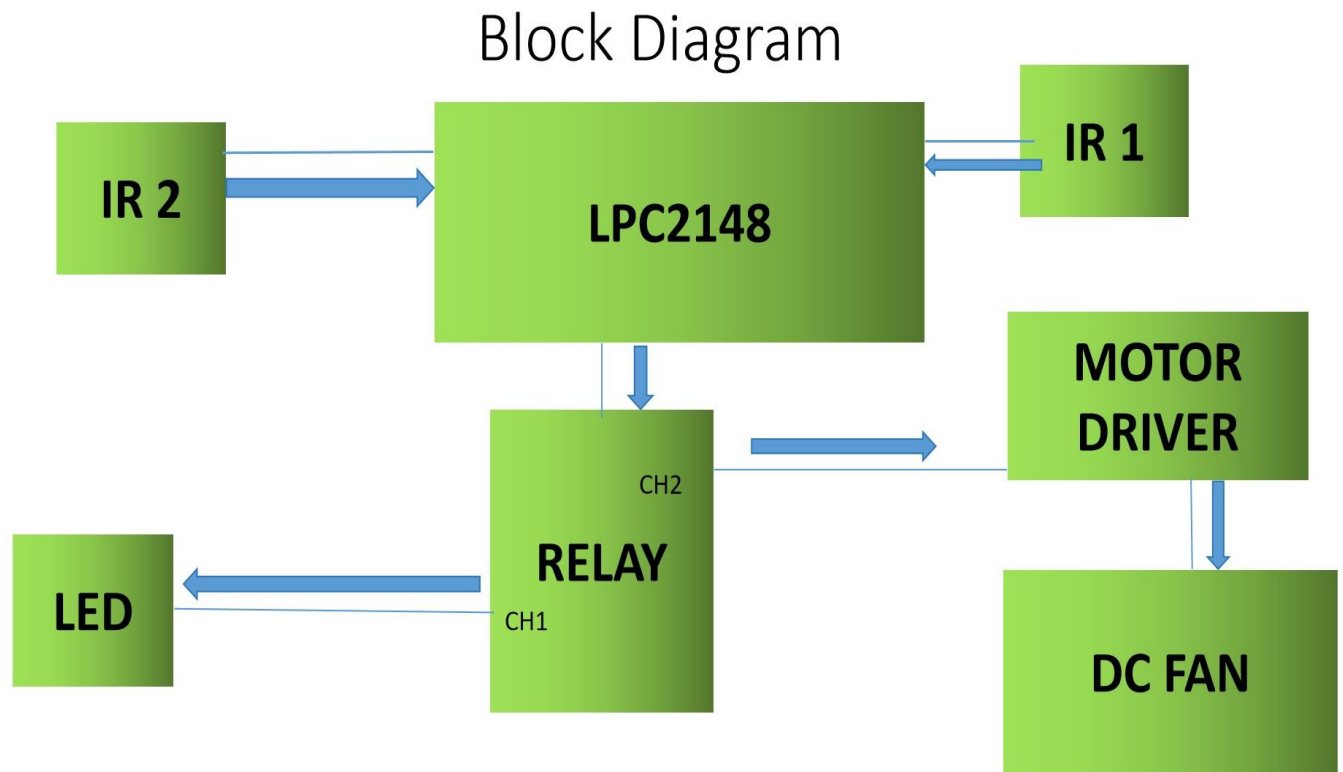 Block Diagram
IR 1
IR 2
LPC2148
MOTOR
DRIVER
CH2
RELAY
LED
CH1
DC FAN